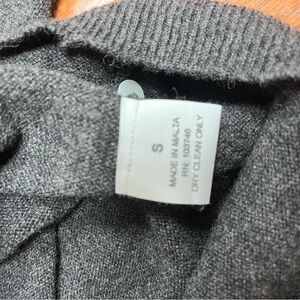 S
MADE IN MALTA
RN: 103746
DRY CLEAN ONLY